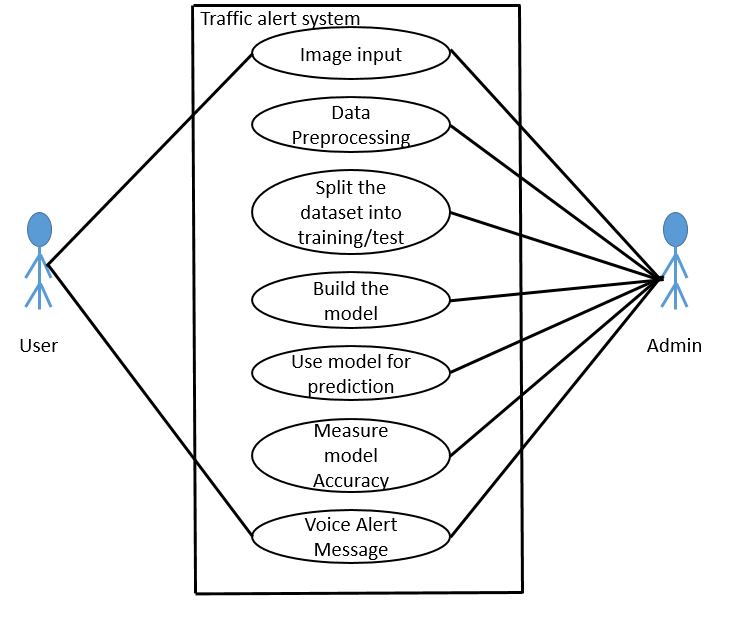 Traffic alert system
Image input
Data
Preprocessing
Split the
dataset into
training/test
Build the
model
User
Admin
Use model for
prediction
Measure
model
Accuracy
Voice Alert
Message